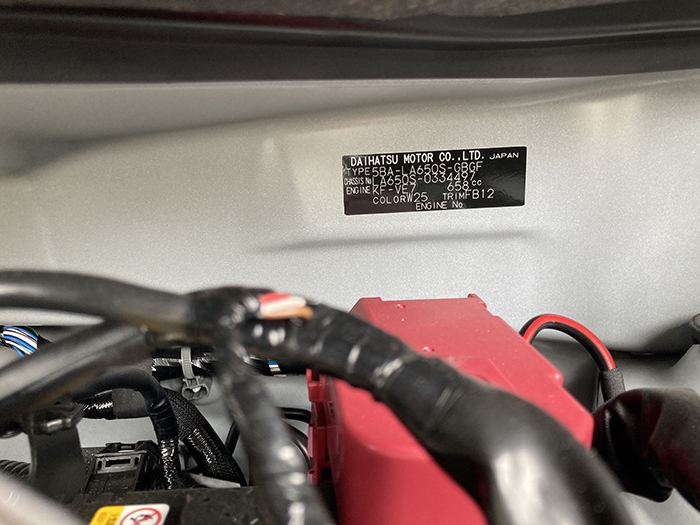 DAIHATSU MOTOR CO.,LTD. JAPAN
TYPE 5BA-LA650S-GBGF
CHASSIS No LA650S-0334497
ENGINE KF-VE7 658cc
COLOR W25 TRIM FB12
ENGINE No